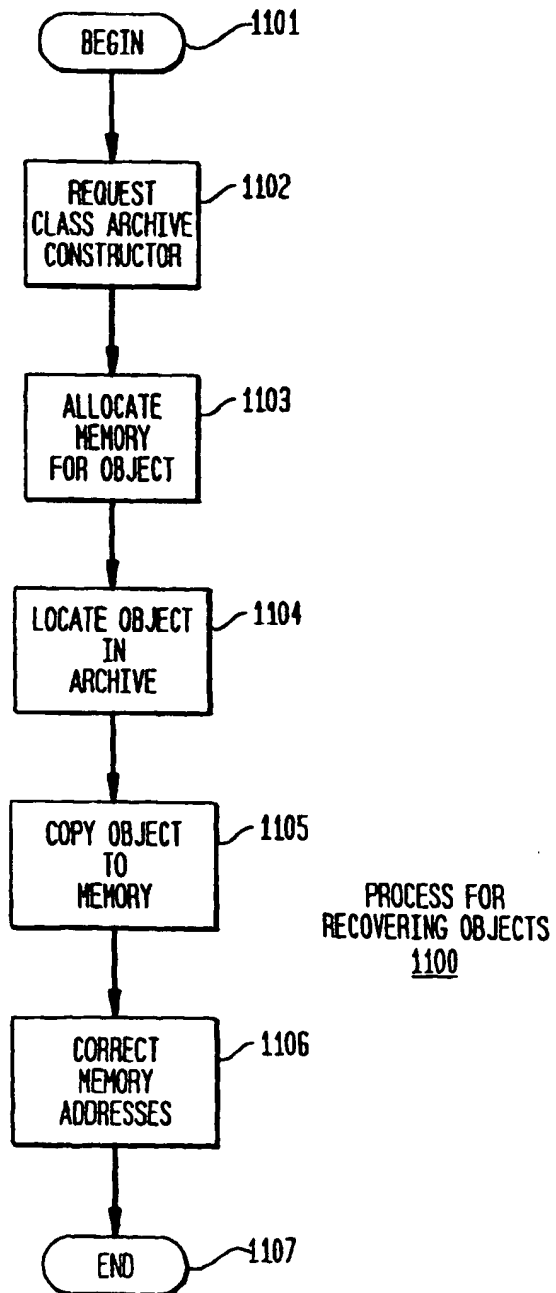 BEGIN
1101
REQUEST
CLASS ARCHIVE
CONSTRUCTOR
1102
ALLOCATE
MEMORY
FOR OBJECT
1103
LOCATE OBJECT
IN
ARCHIVE
1104
COPY OBJECT
TO
MEMORY
1105
PROCESS FOR
RECOVERING OBJECTS
1100
CORRECT
MEMORY
ADDRESSES
1106
END
1107